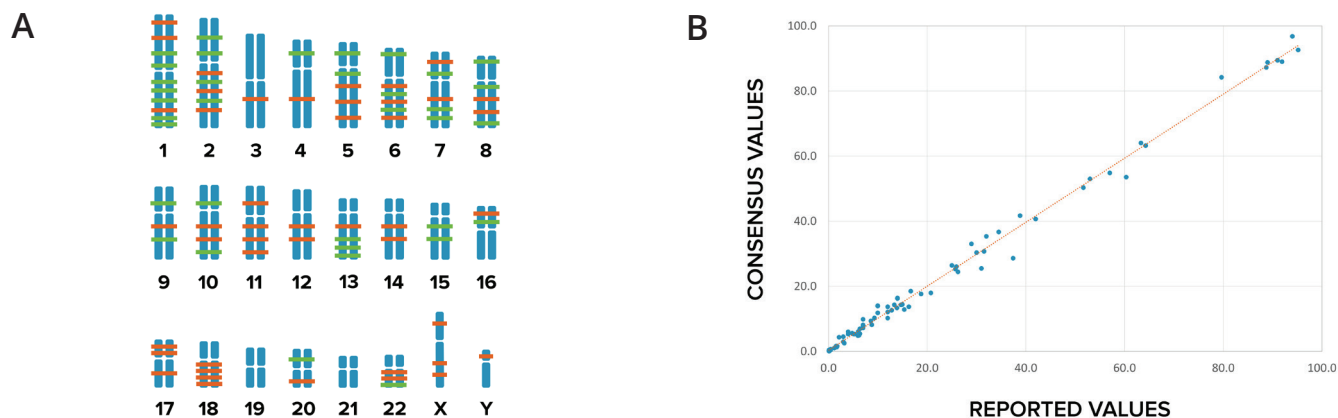 A
1 2 3 4 5 6 7 8
9 10 11 12 13 14 15 16
17 18 19 20 21 22 X Y
B
CONSENSUS VALUES
100.0
80.0
60.0
40.0
20.0
0.0
0.0 20.0 40.0 60.0 80.0 100.0
REPORTED VALUES